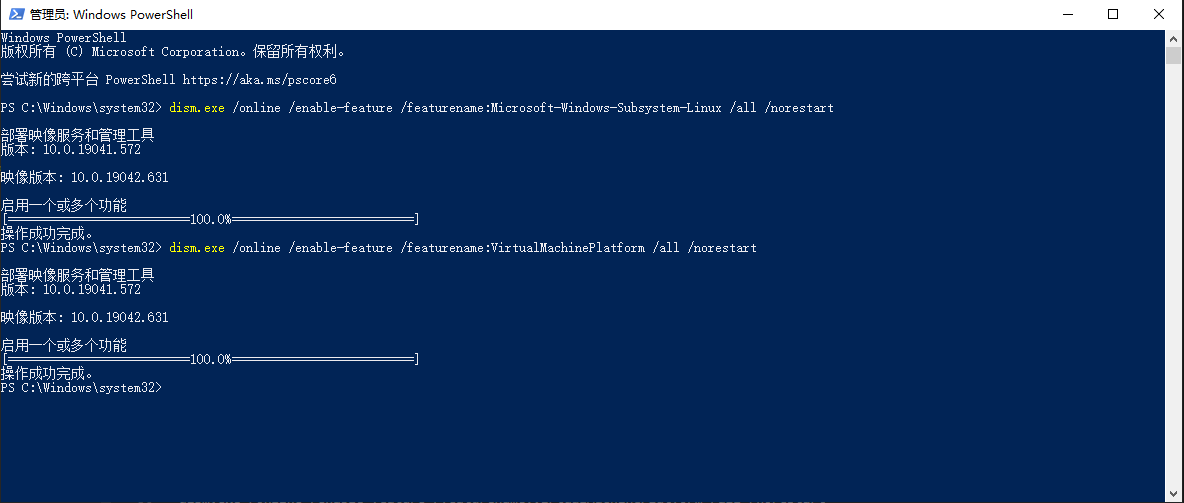 管理员: Windows PowerShell
Windows PowerShell
版权所有 (C) Microsoft Corporation。保留所有权利。
尝试新的跨平台 PowerShell https://aka.ms/pscore6
PS C:\Windows\system32> dism.exe /online /enable-feature /featurename:Microsoft-Windows-Subsystem-Linux /all /norestart
部署映像服务和管理工具
版本: 10.0.19041.572
映像版本: 10.0.19042.631
启用一个或多个功能
[==========================100.0%==========================]
操作成功完成。
PS C:\Windows\system32> dism.exe /online /enable-feature /featurename:VirtualMachinePlatform /all /norestart
部署映像服务和管理工具
版本: 10.0.19041.572
映像版本: 10.0.19042.631
启用一个或多个功能
[==========================100.0%==========================]
操作成功完成。
PS C:\Windows\system32>